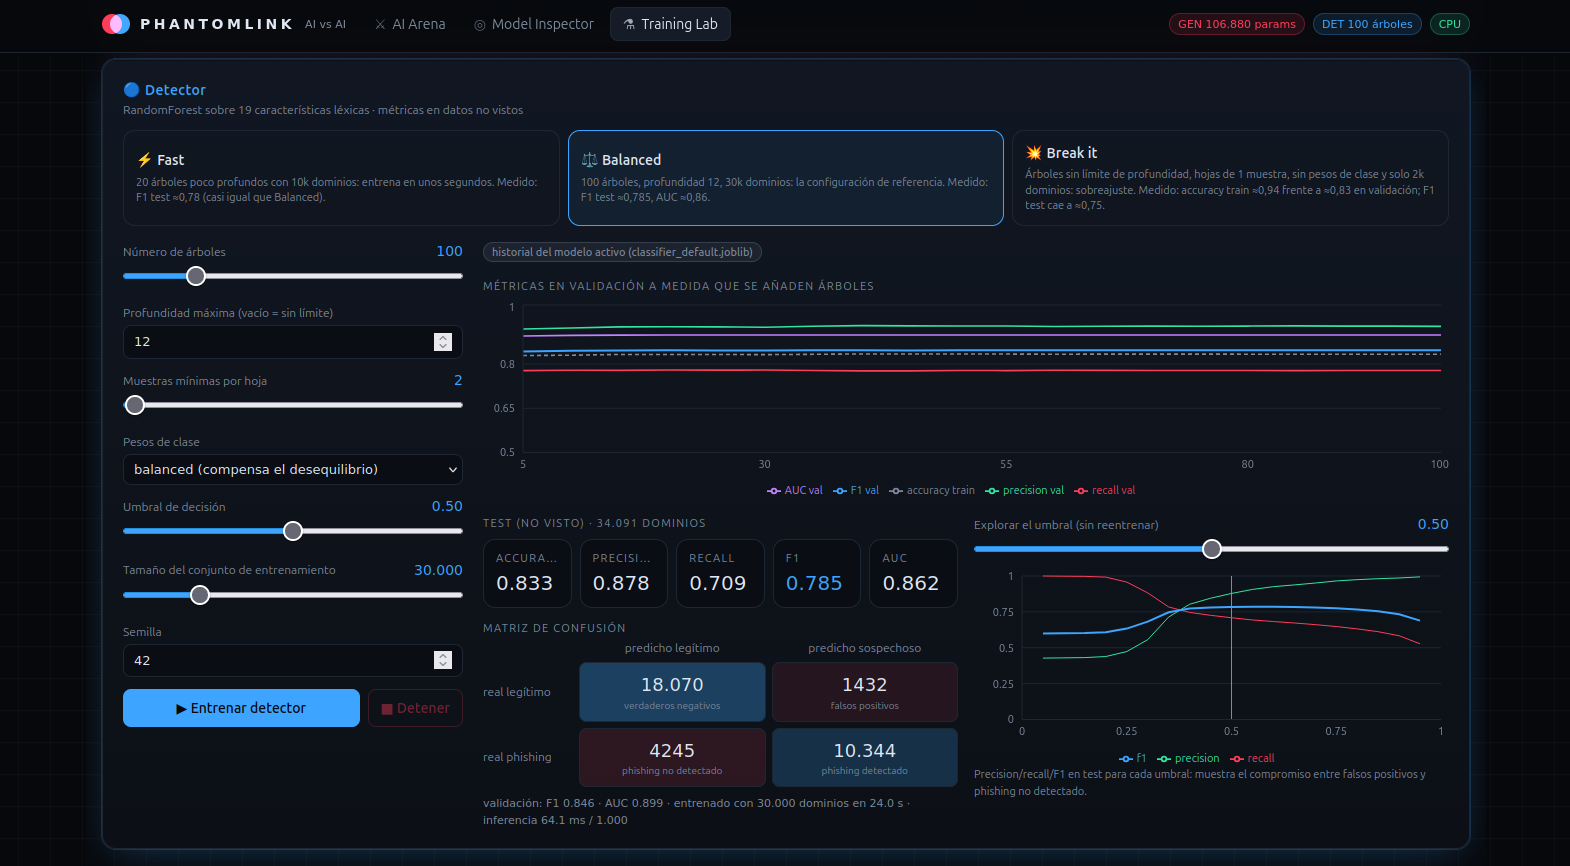 PHANTOMLINK AI vs AI
⚔ AI Arena
◎ Model Inspector
⚗ Training Lab
GEN 106.880 params
DET 100 árboles
CPU
Detector
RandomForest sobre 19 características léxicas · métricas en datos no vistos
⚡ Fast
20 árboles poco profundos con 10k dominios: entrena en unos segundos. Medido:
F1 test ≈0,78 (casi igual que Balanced).
⚖️ Balanced
100 árboles, profundidad 12, 30k dominios: la configuración de referencia. Medido:
F1 test ≈0,785, AUC ≈0,86.
💥 Break it
Árboles sin límite de profundidad, hojas de 1 muestra, sin pesos de clase y solo 2k
dominios: sobreajuste. Medido: accuracy train ≈0,94 frente a ≈0,83 en validación; F1
test cae a ≈0,75.
Número de árboles 100
Profundidad máxima (vacío = sin límite)
12
Muestras mínimas por hoja 2
Pesos de clase
balanced (compensa el desequilibrio)
Umbral de decisión 0.50
Tamaño del conjunto de entrenamiento 30.000
Semilla
42
▶ Entrenar detector
■ Detener
historial del modelo activo (classifier_default.joblib)
MÉTRICAS EN VALIDACIÓN A MEDIDA QUE SE AÑADEN ÁRBOLES
1
0.8
0.65
0.5
5 30 55 80 100
AUC val F1 val accuracy train precision val recall val
TEST (NO VISTO) · 34.091 DOMINIOS
ACCURA...
0.833
PRECISI...
0.878
RECALL
0.709
F1
0.785
AUC
0.862
MATRIZ DE CONFUSIÓN
predicho legítimo predicho sospechoso
real legítimo
18.070
verdaderos negativos
1432
falsos positivos
real phishing
4245
phishing no detectado
10.344
phishing detectado
validación: F1 0.846 · AUC 0.899 · entrenado con 30.000 dominios en 24.0 s ·
inferencia 64.1 ms / 1.000
Explorar el umbral (sin reentrenar) 0.50
1
0.75
0.5
0.25
0
0 0.25 0.5 0.75 1
f1 precision recall
Precision/recall/F1 en test para cada umbral: muestra el compromiso entre falsos positivos y
phishing no detectado.